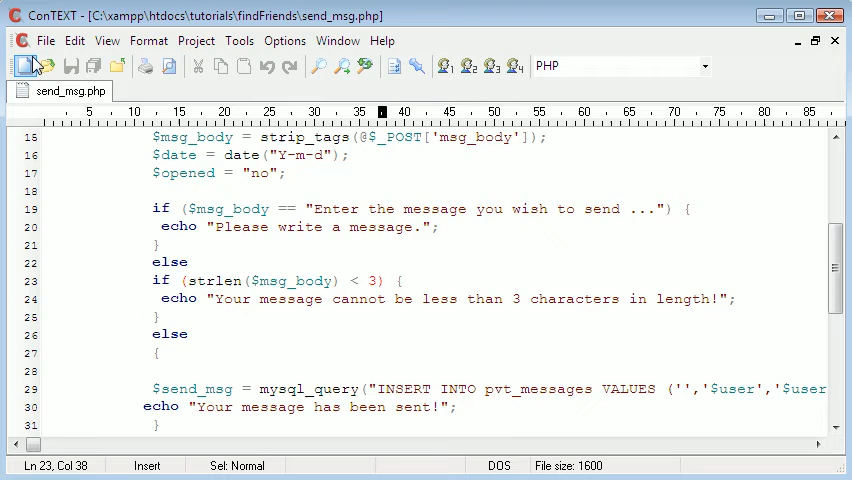 ConTEXT - [C:\xampp\htdocs\tutorials\findFriends\send_msg.php]
File Edit View Format Project Tools Options Window Help
1 2 3 4 PHP
send_msg.php
5 10 15 20 25 30 35 40 45 50 55 60 65 70 75 80 85
15 $msg_body = strip_tags(@$_POST['msg_body']);
16 $date = date("Y-m-d");
17 $opened = "no";
18
19 if ($msg_body == "Enter the message you wish to send ...") {
20 echo "Please write a message.";
21 }
22 else
23 if (strlen($msg_body) < 3) {
24 echo "Your message cannot be less than 3 characters in length!";
25 }
26 else
27 {
28
29 $send_msg = mysql_query("INSERT INTO pvt_messages VALUES ('','$user','$user
30 echo "Your message has been sent!";
31 }
Ln 23, Col 38 Insert Sel: Normal DOS File size: 1600